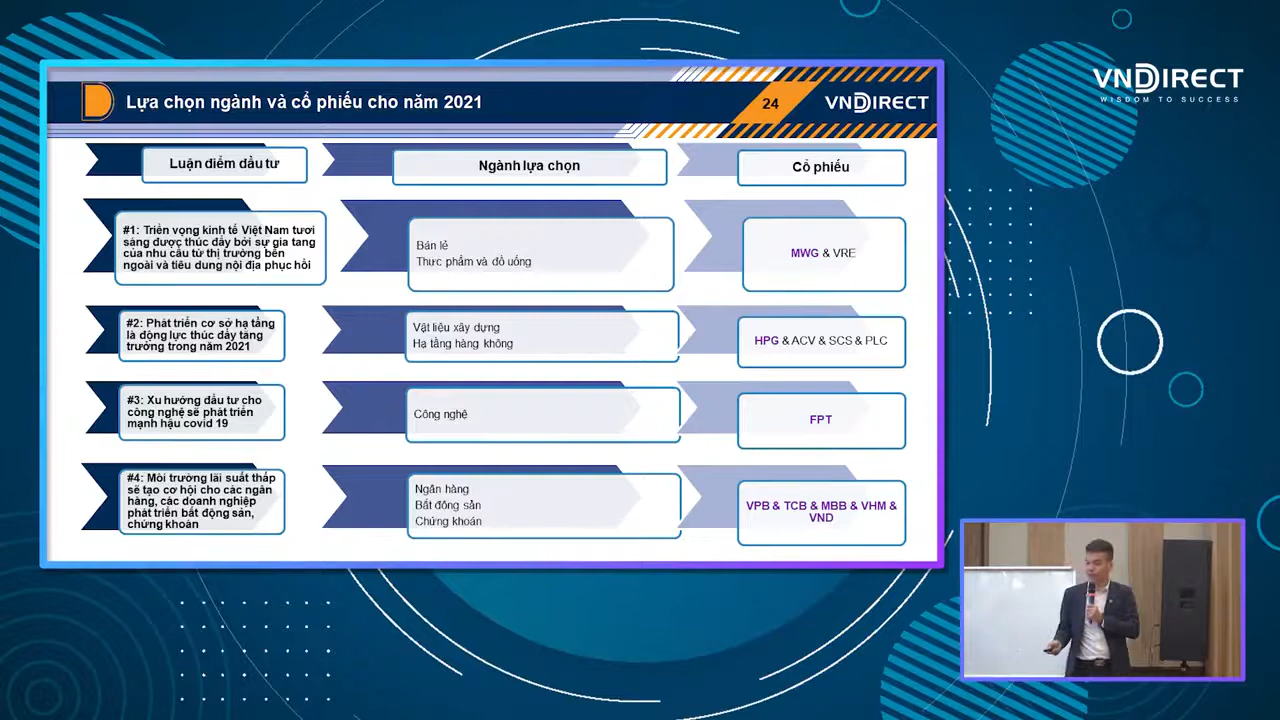 Lựa chọn ngành và cổ phiếu cho năm 2021
24
VNDIRECT
VNDIRECT
WISDOM TO SUCCESS
Luận điểm đầu tư
Ngành lựa chọn
Cổ phiếu
#1: Triển vọng kinh tế Việt Nam tươi
sáng được thúc đẩy bởi sự gia tang
của nhu cầu từ thị trường bên
ngoài và tiêu dung nội địa phục hồi
Bán lẻ
Thực phẩm và đồ uống
MWG & VRE
#2: Phát triển cơ sở hạ tầng
là động lực thúc đẩy tăng
trưởng trong năm 2021
Vật liệu xây dựng
Hạ tầng hàng không
HPG & ACV & SCS & PLC
#3: Xu hướng đầu tư cho
công nghệ sẽ phát triển
mạnh hậu covid 19
Công nghệ
FPT
#4: Môi trường lãi suất thấp
sẽ tạo cơ hội cho các ngân
hàng, các doanh nghiệp
phát triển bất động sản,
chứng khoán
Ngân hàng
Bất động sản
Chứng khoán
VPB & TCB & MBB & VHM &
VND